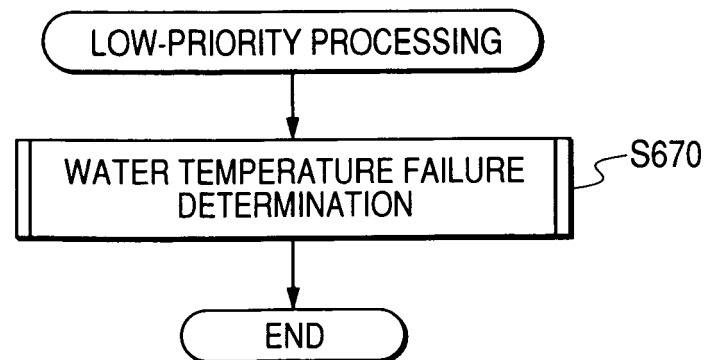 LOW-PRIORITY PROCESSING
WATER TEMPERATURE FAILURE
DETERMINATION
S670
END